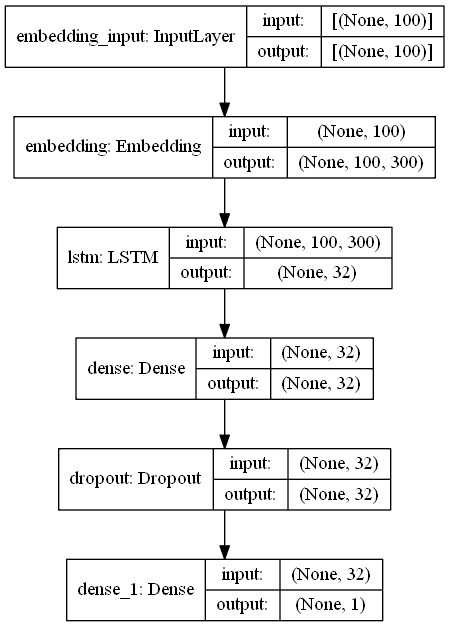 embedding_input: InputLayer
input:
[(None, 100)]
output:
[(None, 100)]
embedding: Embedding
input:
(None, 100)
output:
(None, 100, 300)
lstm: LSTM
input:
(None, 100, 300)
output:
(None, 32)
dense: Dense
input:
(None, 32)
output:
(None, 32)
dropout: Dropout
input:
(None, 32)
output:
(None, 32)
dense_1: Dense
input:
(None, 32)
output:
(None, 1)